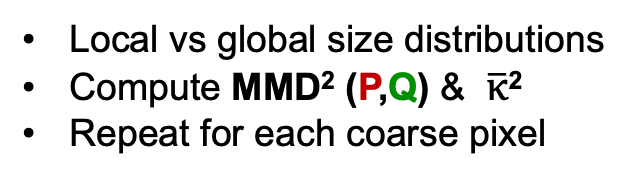 • Local vs global size distributions
• Compute MMD² (P,Q) & κ̅²
• Repeat for each coarse pixel